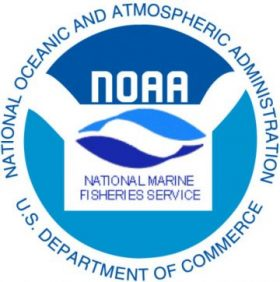 NATIONAL OCEANIC AND ATMOSPHERIC ADMINISTRATION
NOAA
NATIONAL MARINE
FISHERIES SERVICE
U.S. DEPARTMENT OF COMMERCE